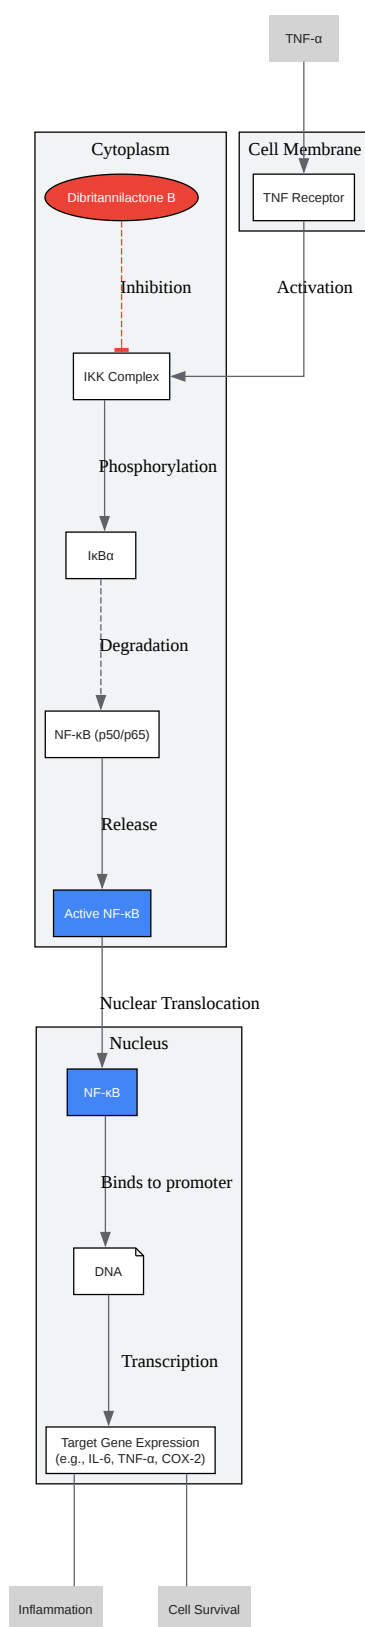 TNF-α
Cytoplasm
Cell Membrane
Dibritannilactone B
TNF Receptor
Inhibition
Activation
IKK Complex
Phosphorylation
IκBα
Degradation
NF-κB (p50/p65)
Release
Active NF-κB
Nuclear Translocation
Nucleus
NF-κB
Binds to promoter
DNA
Transcription
Target Gene Expression
(e.g., IL-6, TNF-α, COX-2)
Inflammation
Cell Survival